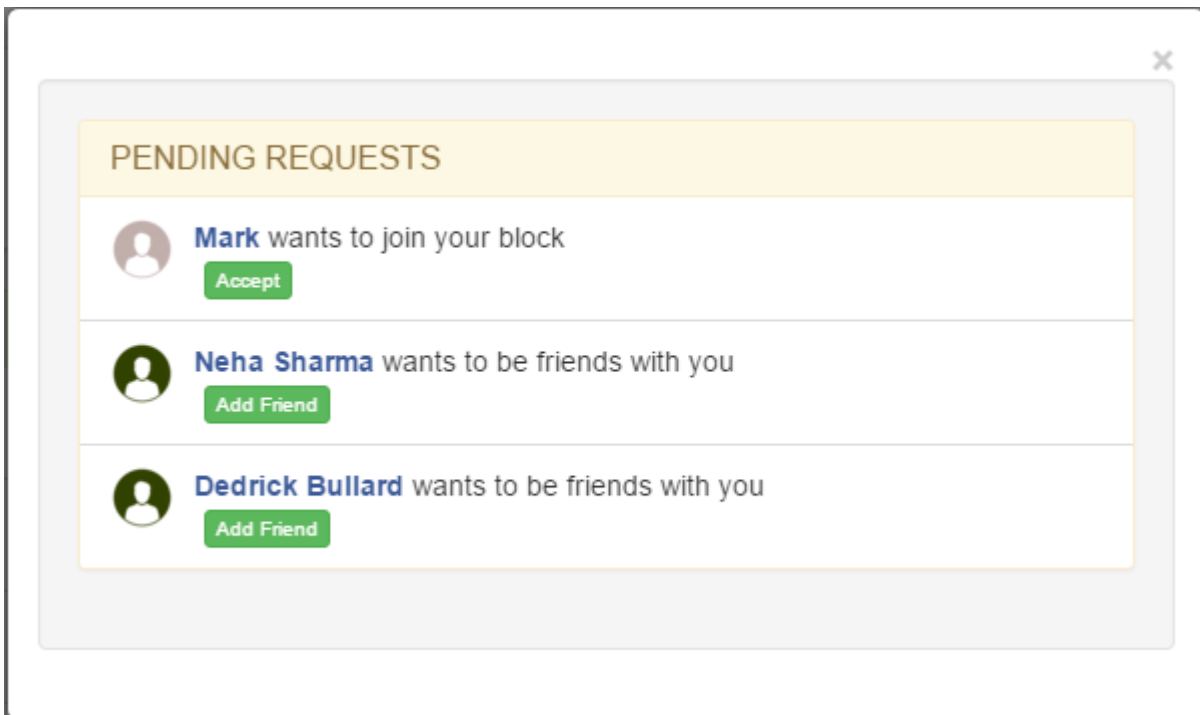 ×
PENDING REQUESTS
Mark wants to join your block
Accept
Neha Sharma wants to be friends with you
Add Friend
Dedrick Bullard wants to be friends with you
Add Friend